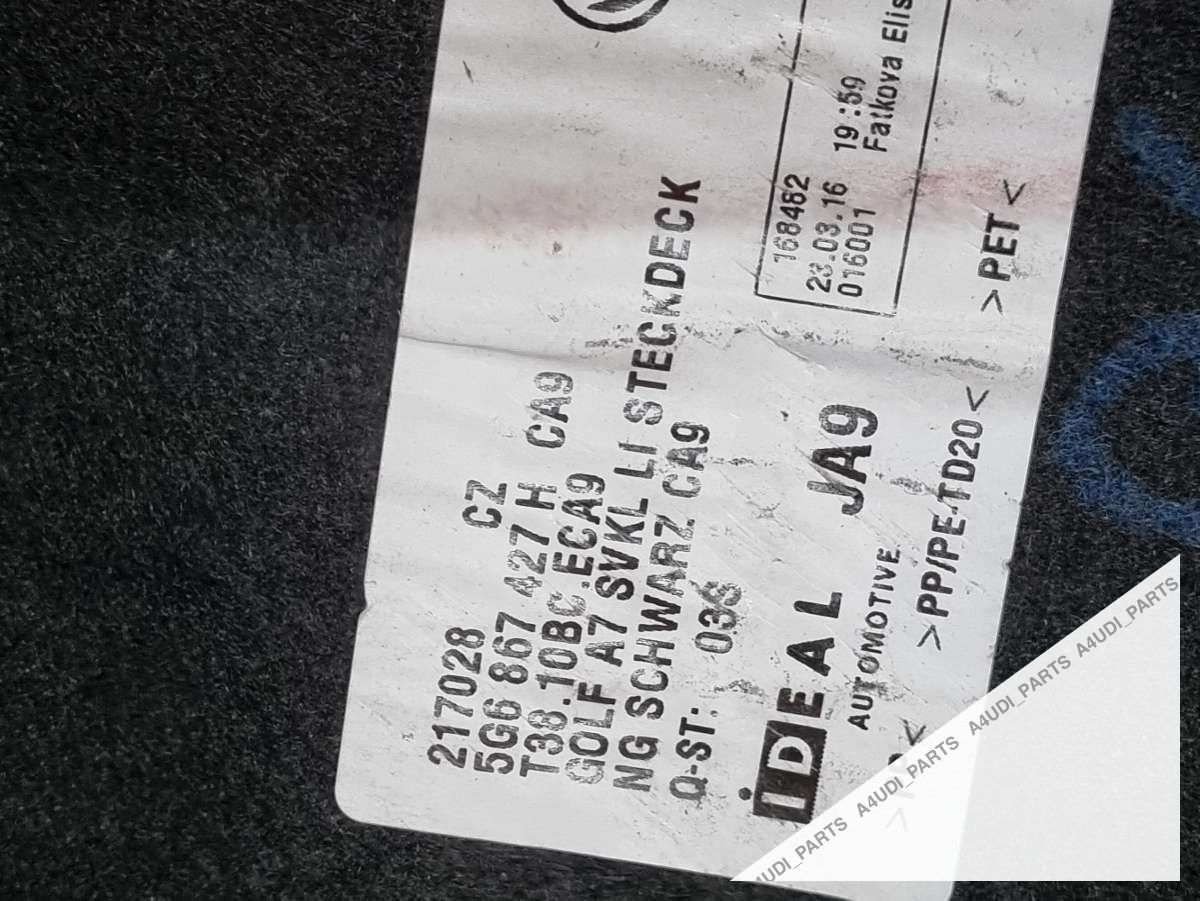 217028 CZ
5G6 867 427 H CA9
T38.10BC.ECA9
GOLF A7 SVKL LI STECKDECK
NG SCHWARZ CA9
Q-ST: 036
iDEAL JA9
AUTOMOTIVE
168462
23.03.16 19:59
016001 Fatkova Elis
>PP/PE-TD20< >PET<
A4UDI_PARTS A4UDI_PARTS A4UDI_PARTS A4UDI_PARTS A4UDI_PARTS